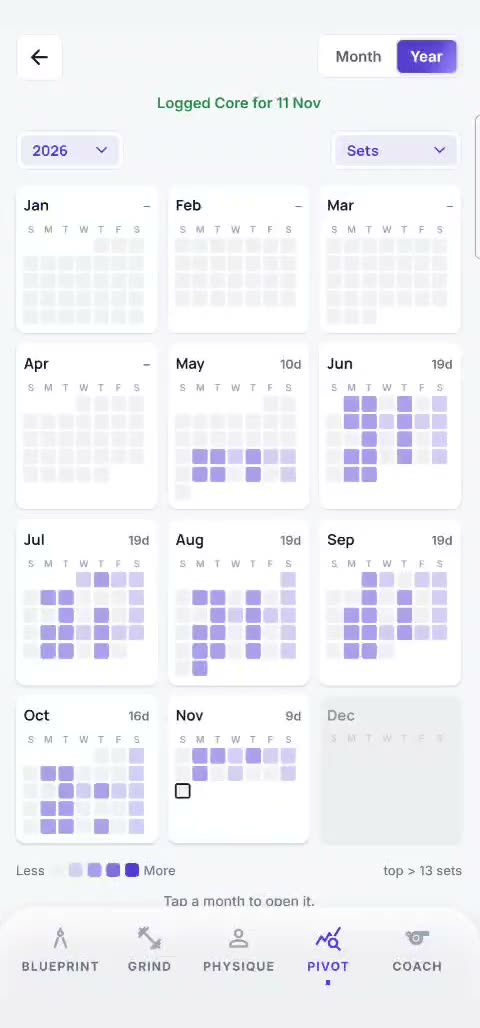 Month Year
Logged Core for 11 Nov
2026 Sets
Jan – Feb – Mar –
S M T W T F S S M T W T F S S M T W T F S
Apr – May 10d Jun 19d
S M T W T F S S M T W T F S S M T W T F S
Jul 19d Aug 19d Sep 19d
S M T W T F S S M T W T F S S M T W T F S
Oct 16d Nov 9d Dec
S M T W T F S S M T W T F S S M T W T F S
Less More top > 13 sets
Tap a month to open it.
BLUEPRINT GRIND PHYSIQUE PIVOT COACH